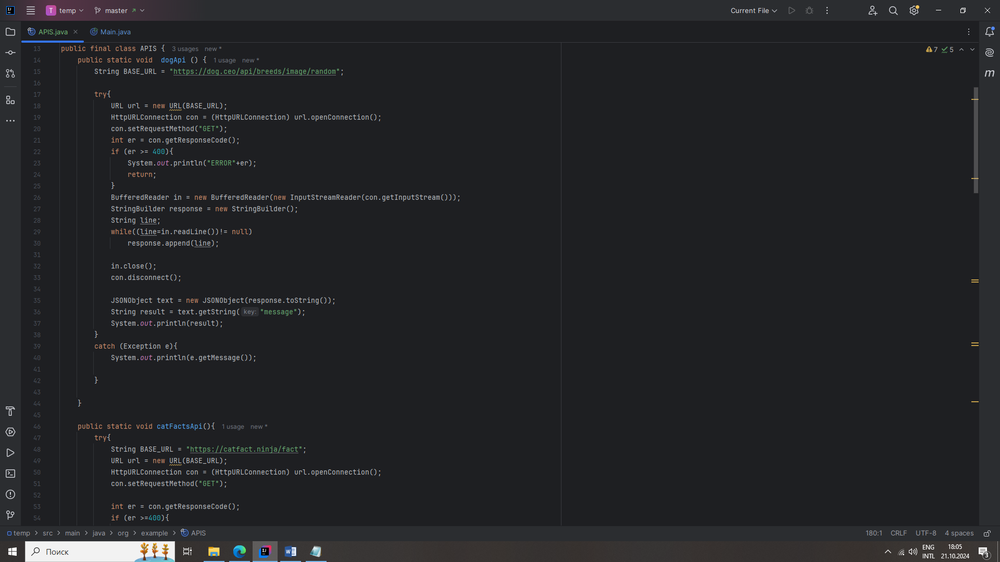 T temp master Current File
APIS.java Main.java
13 public final class APIS { 3 usages new *
14 public static void dogApi () { 1 usage new *
15 String BASE_URL = "https://dog.ceo/api/breeds/image/random";
16
17 try{
18 URL url = new URL(BASE_URL);
19 HttpURLConnection con = (HttpURLConnection) url.openConnection();
20 con.setRequestMethod("GET");
21 int er = con.getResponseCode();
22 if (er >= 400){
23 System.out.println("ERROR"+er);
24 return;
25 }
26 BufferedReader in = new BufferedReader(new InputStreamReader(con.getInputStream()));
27 StringBuilder response = new StringBuilder();
28 String line;
29 while((line=in.readLine())!= null)
30 response.append(line);
31
32 in.close();
33 con.disconnect();
34
35 JSONObject text = new JSONObject(response.toString());
36 String result = text.getString( key: "message");
37 System.out.println(result);
38 }
39 catch (Exception e){
40 System.out.println(e.getMessage());
41
42 }
43
44 }
45
46 public static void catFactsApi(){ 1 usage new *
47 try{
48 String BASE_URL = "https://catfact.ninja/fact";
49 URL url = new URL(BASE_URL);
50 HttpURLConnection con = (HttpURLConnection) url.openConnection();
51 con.setRequestMethod("GET");
52
53 int er = con.getResponseCode();
54 if (er >=400){
7 5
m
temp > src > main > java > org > example > APIS 180:1 CRLF UTF-8 4 spaces
Поиск
ENG
INTL
18:05
21.10.2024
3